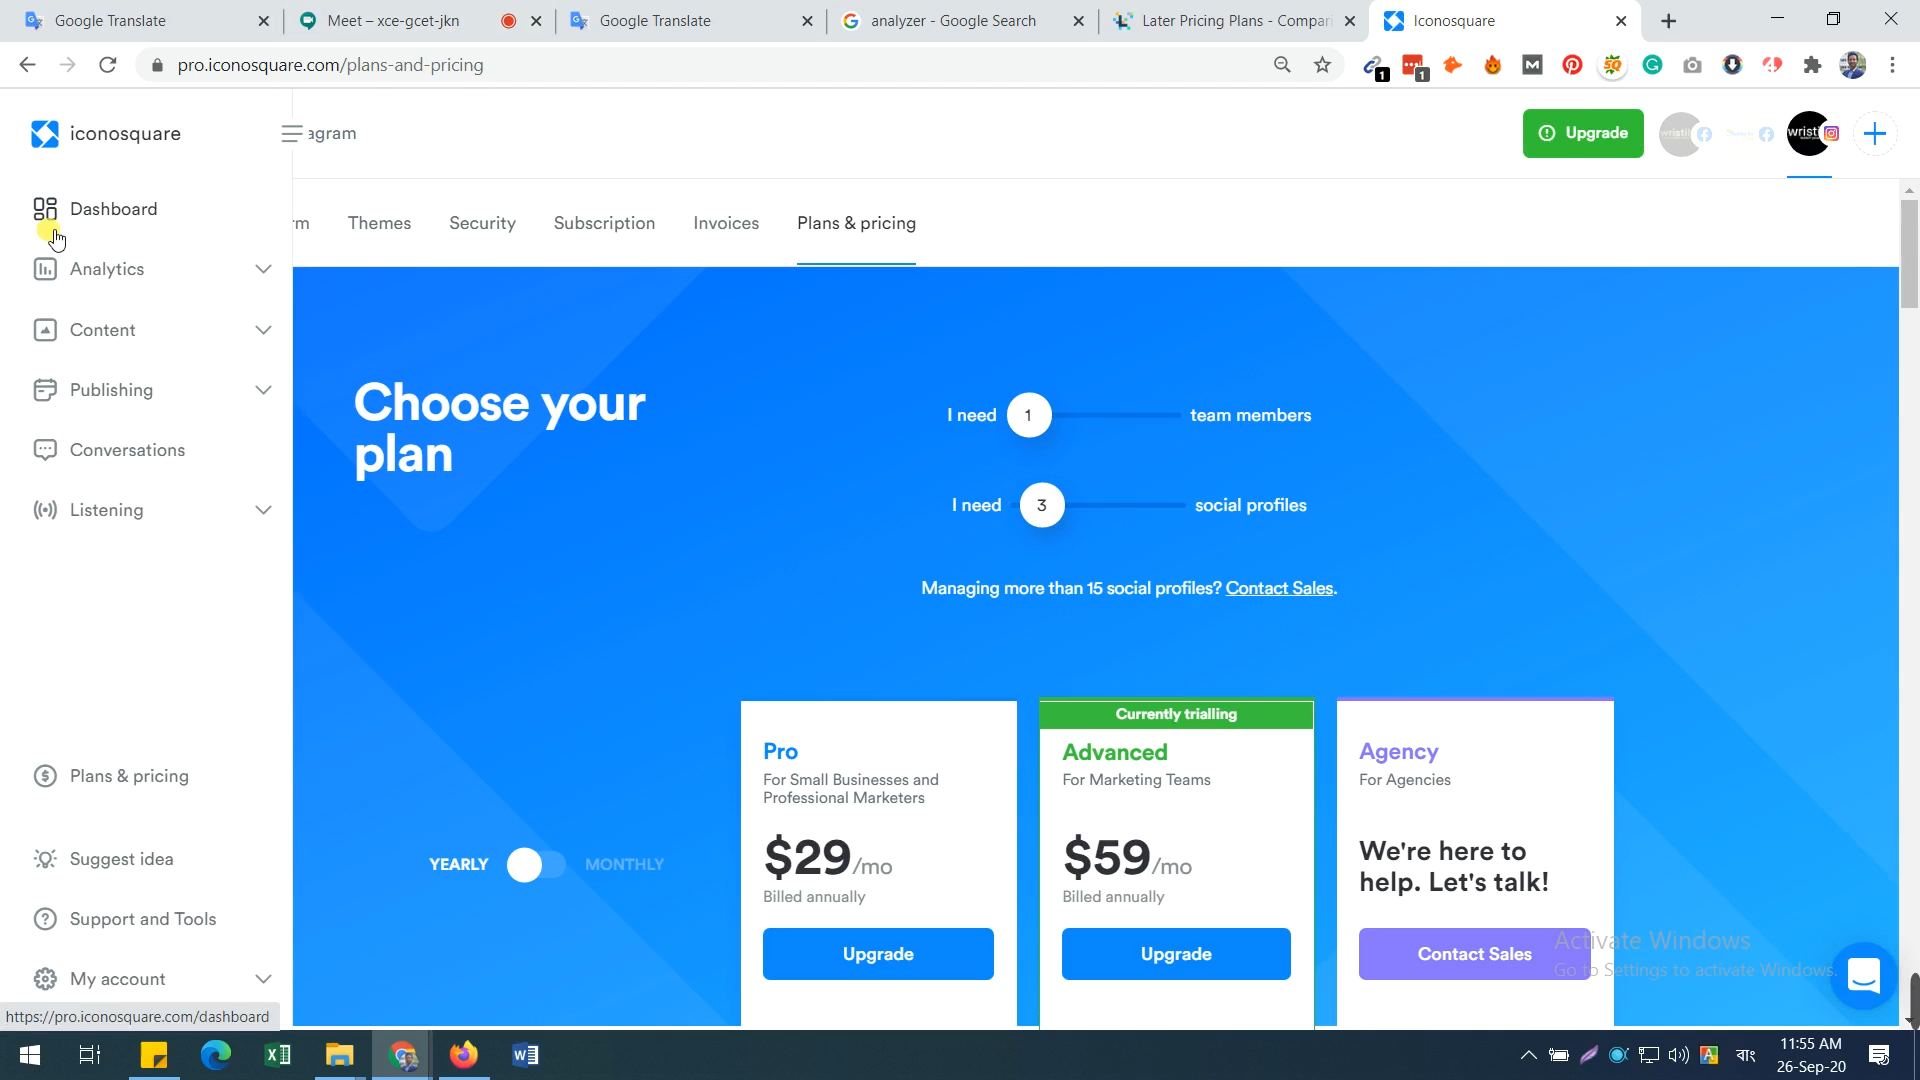 Google Translate
Meet – xce-gcet-jkn
Google Translate
analyzer - Google Search
Later Pricing Plans - Compari
Iconosquare
pro.iconosquare.com/plans-and-pricing
1
1
iconosquare
agram
Upgrade
wristi
wristl
Dashboard
Analytics
Content
Publishing
Conversations
Listening
Plans & pricing
Suggest idea
Support and Tools
My account
https://pro.iconosquare.com/dashboard
rm
Themes
Security
Subscription
Invoices
Plans & pricing
Choose your
plan
I need 1 team members
I need 3 social profiles
Managing more than 15 social profiles? Contact Sales.
YEARLY
MONTHLY
Pro
For Small Businesses and
Professional Marketers
$29/mo
Billed annually
Upgrade
Currently trialling
Advanced
For Marketing Teams
$59/mo
Billed annually
Upgrade
Agency
For Agencies
We're here to
help. Let's talk!
Contact Sales
Activate Windows
Go to Settings to activate Windows.
বাং
11:55 AM
26-Sep-20